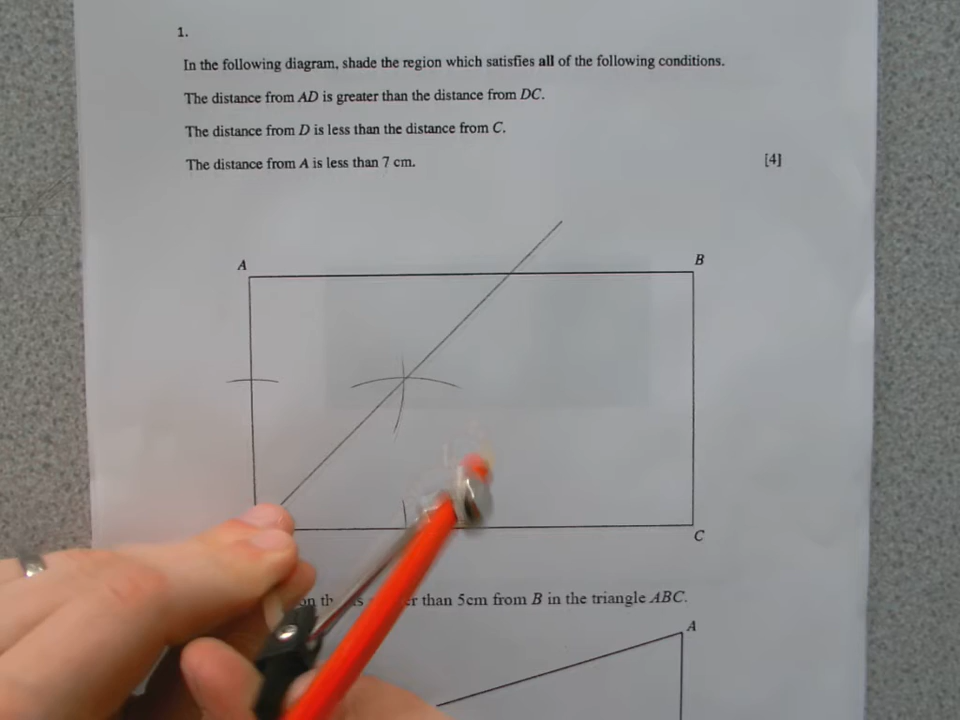 1.
In the following diagram, shade the region which satisfies all of the following conditions.
The distance from AD is greater than the distance from DC.
The distance from D is less than the distance from C.
The distance from A is less than 7 cm.
[4]
A
B
C
than 5cm from B in the triangle ABC.
A